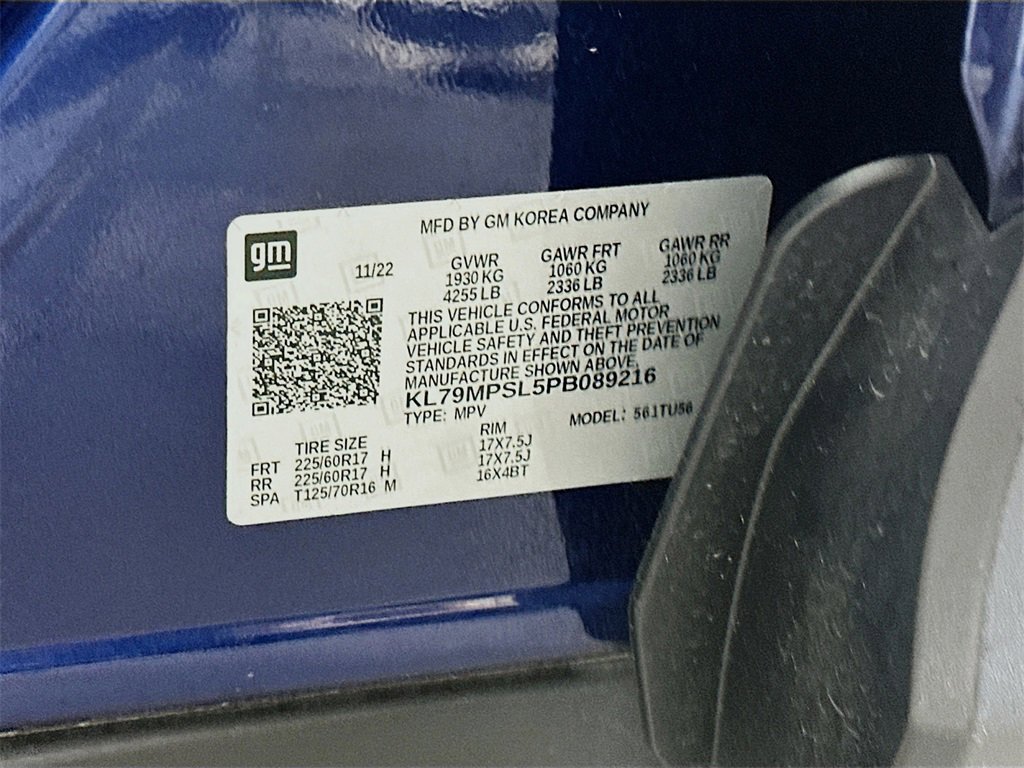 MFD BY GM KOREA COMPANY
gm
11/22
GVWR GAWR FRT GAWR RR
1930 KG 1060 KG 1060 KG
4255 LB 2336 LB 2336 LB
THIS VEHICLE CONFORMS TO ALL
APPLICABLE U.S. FEDERAL MOTOR
VEHICLE SAFETY AND THEFT PREVENTION
STANDARDS IN EFFECT ON THE DATE OF
MANUFACTURE SHOWN ABOVE.
KL79MPSL5PB089216
TYPE: MPV MODEL: 561TU56
TIRE SIZE RIM
FRT 225/60R17 H 17X7.5J
RR 225/60R17 H 17X7.5J
SPA T125/70R16 M 16X4BT